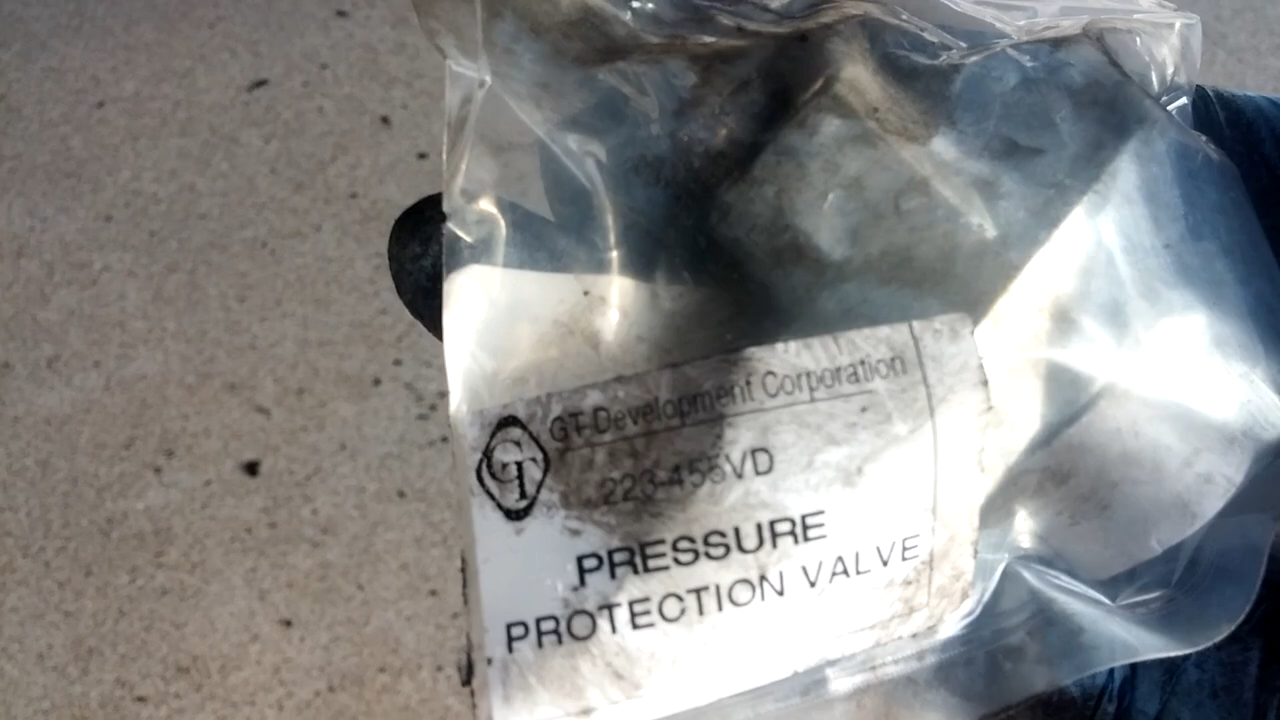 GT Development Corporation
GT
223-455VD
PRESSURE
PROTECTION VALVE